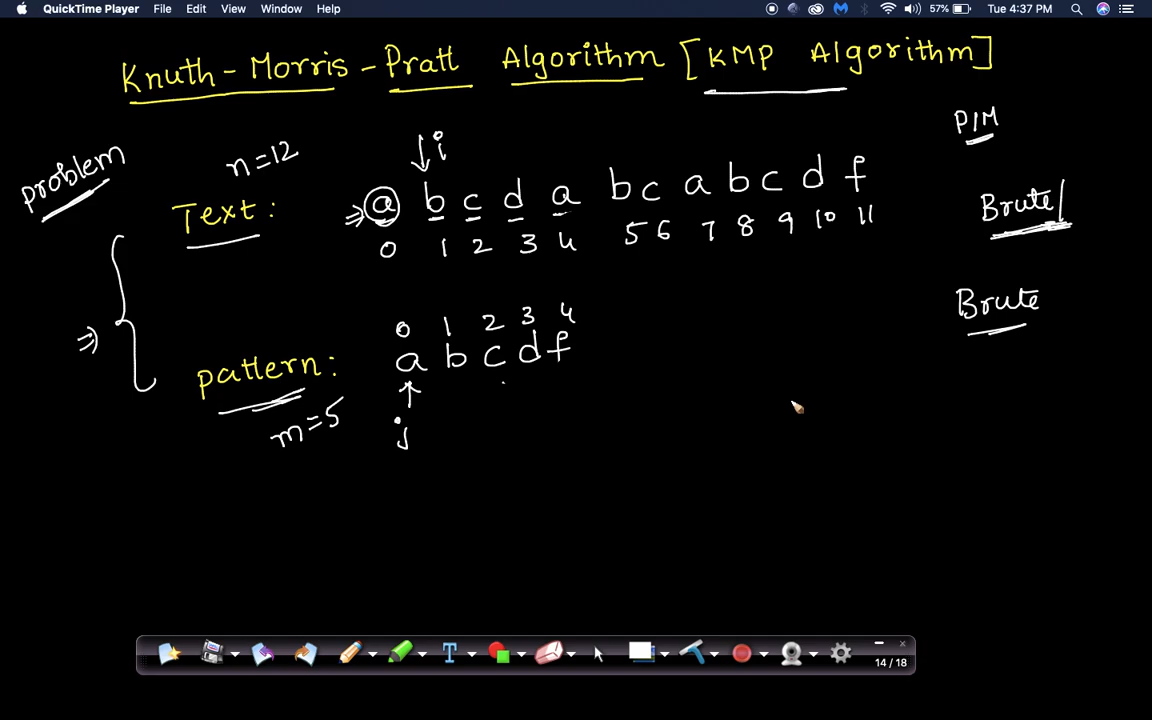 QuickTime Player File Edit View Window Help 57% Tue 4:37 PM
Knuth-Morris-Pratt Algorithm [KMP Algorithm]
P/M
problem
n=12
i
Text: a b c d a b c a b c d f
Brute/
0 1 2 3 4 5 6 7 8 9 10 11
Brute
0 1 2 3 4
pattern: a b c d f
m=5
j
T
14 / 18